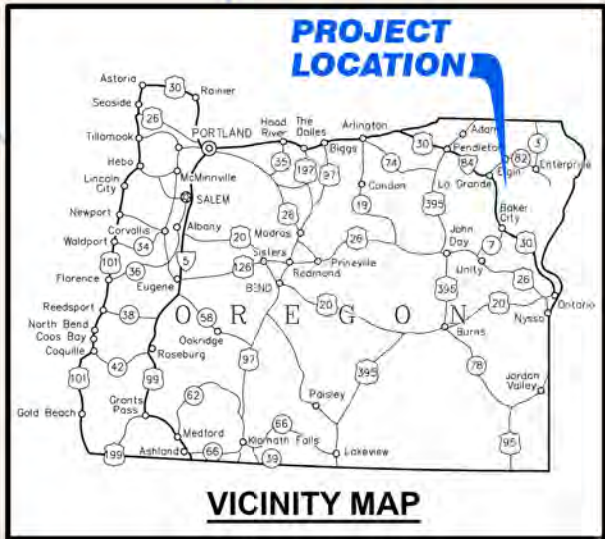 PROJECT
LOCATION
Astoria
30
Rainier
Seaside
26
Tillamook
PORTLAND
Hood
River
The
Dalles
Biggs
Arlington
30
Adam
Pendleton
3
84
82
Elgin
Enterprise
Hebo
35
197
97
74
La Grande
McMinnville
Lincoln
City
SALEM
Condon
19
395
Baker
City
Newport
Corvallis
Albany
26
Madras
John
Day
7
30
Waldport
34
20
Sisters
26
Prineville
Unity
101
36
5
126
Redmond
26
Florence
Eugene
BEND
395
20
Ontario
Nyssa
Reedsport
38
OREGON
58
20
Burns
North Bend
Coos Bay
Oakridge
Coquille
42
Roseburg
97
395
78
101
99
62
Paisley
Jordan
Valley
Gold Beach
Grants
Pass
Medford
66
Klamath Falls
95
199
Ashland
66
39
Lakeview
VICINITY MAP